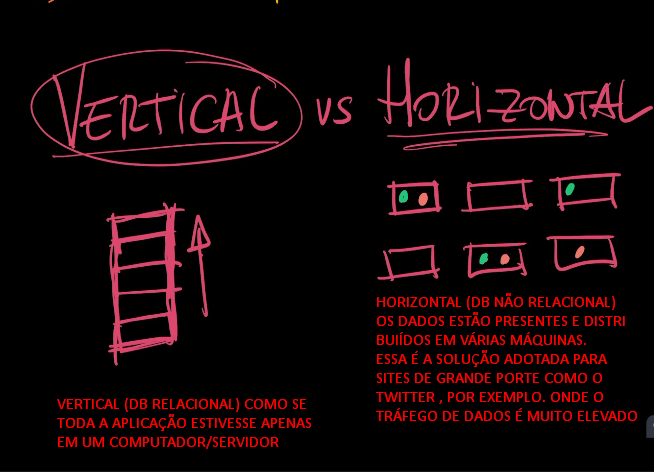 VERTICAL vs HORIZONTAL
VERTICAL (DB RELACIONAL) COMO SE
TODA A APLICAÇÃO ESTIVESSE APENAS
EM UM COMPUTADOR/SERVIDOR
HORIZONTAL (DB NÃO RELACIONAL)
OS DADOS ESTÃO PRESENTES E DISTRI
BUIÍDOS EM VÁRIAS MÁQUINAS.
ESSA É A SOLUÇÃO ADOTADA PARA
SITES DE GRANDE PORTE COMO O
TWITTER , POR EXEMPLO. ONDE O
TRÁFEGO DE DADOS É MUITO ELEVADO